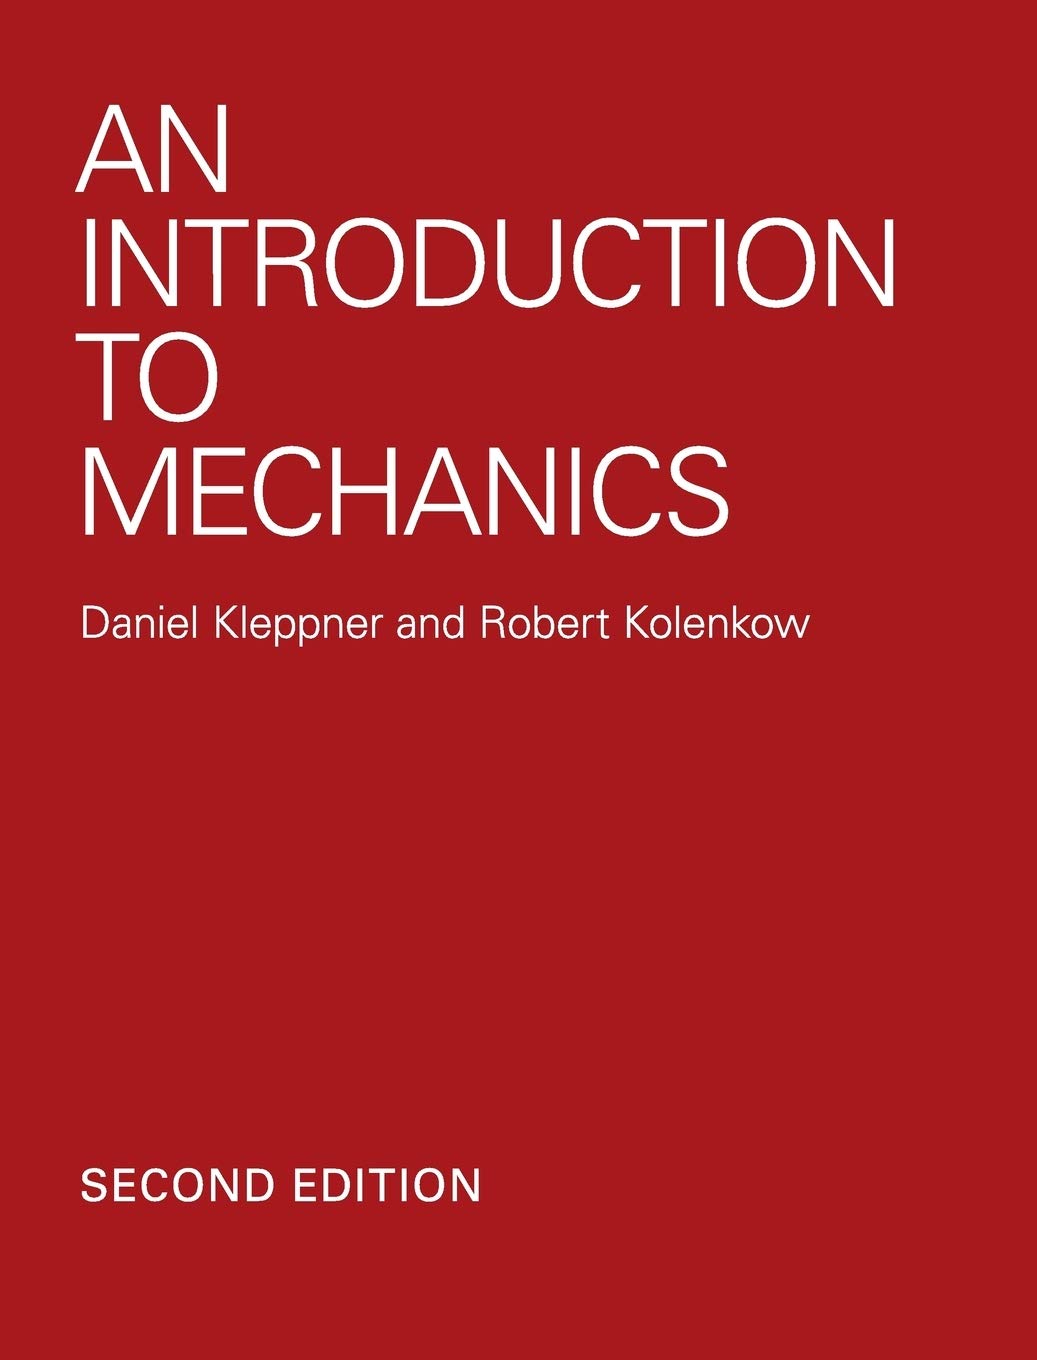 AN
INTRODUCTION
TO
MECHANICS
Daniel Kleppner and Robert Kolenkow
SECOND EDITION